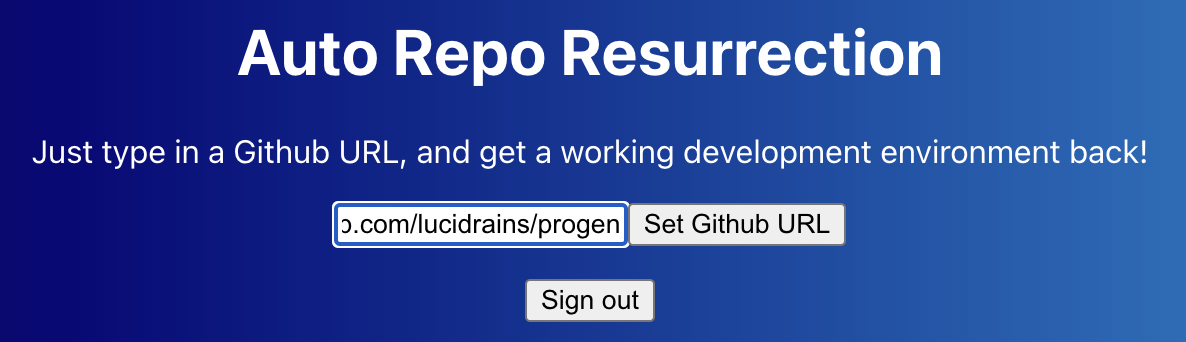 Auto Repo Resurrection
Just type in a Github URL, and get a working development environment back!
.com/lucidrains/progen Set Github URL
Sign out